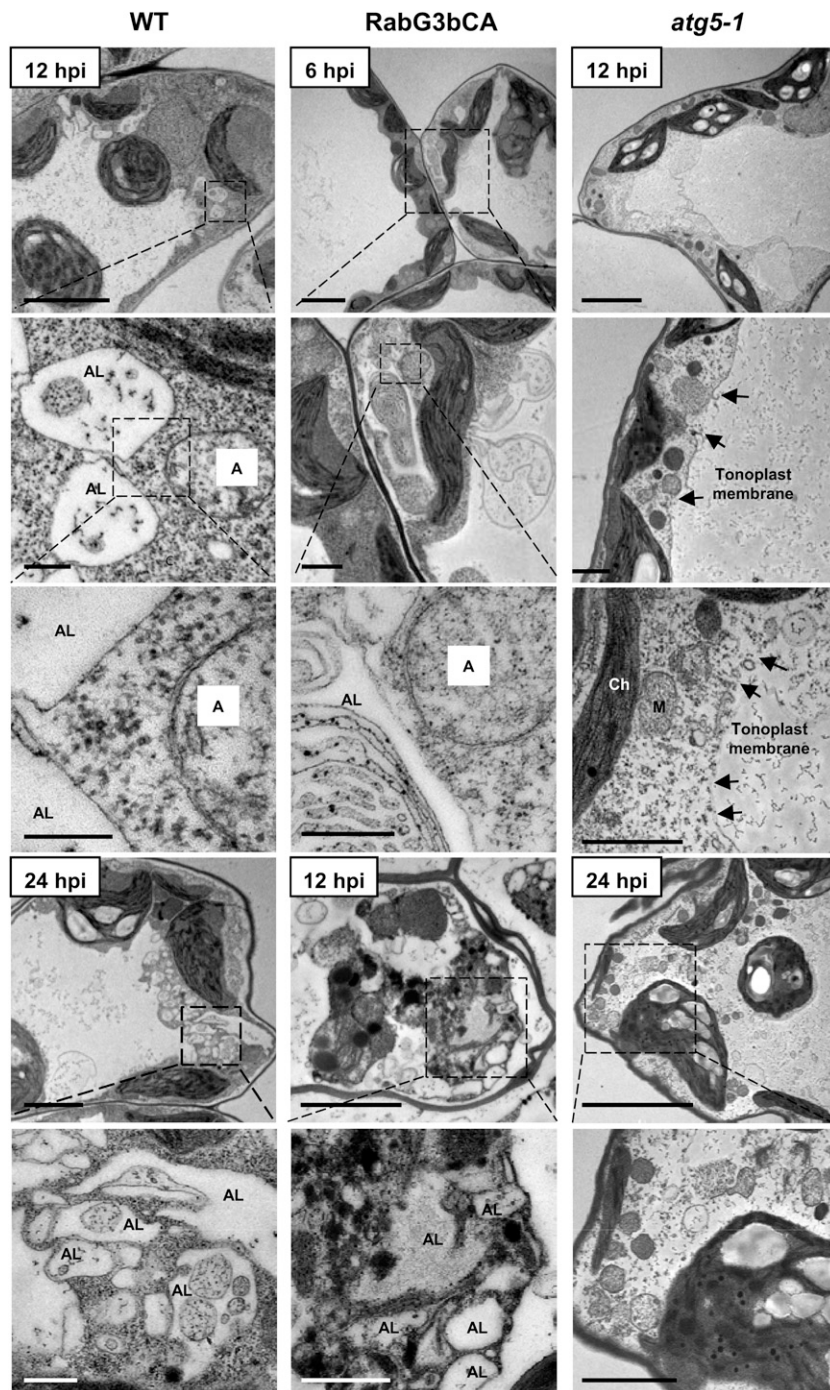 WT RabG3bCA atg5-1
12 hpi 6 hpi 12 hpi
AL
AL
A
Tonoplast
membrane
AL
AL
A
AL
A
Ch
M
Tonoplast
membrane
24 hpi 12 hpi 24 hpi
AL
AL
AL
AL
AL
AL
AL
AL
AL